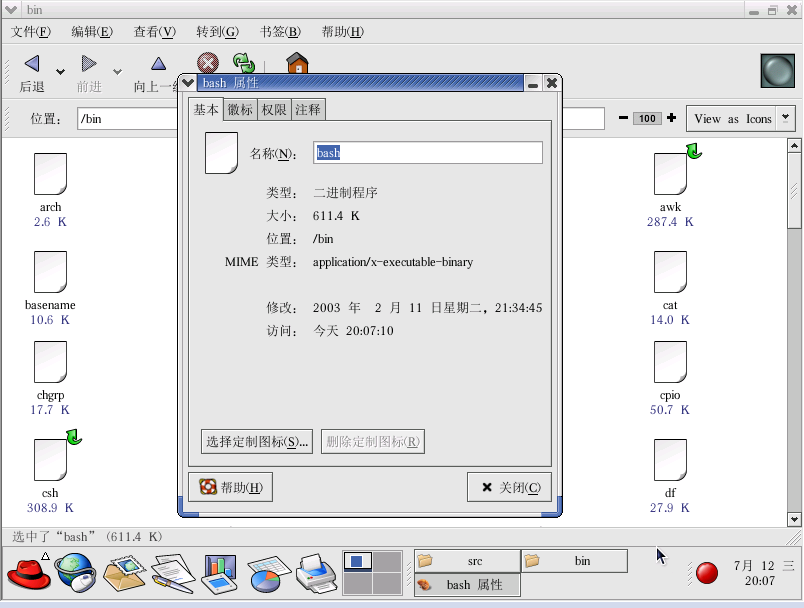 bin
文件(F) 编辑(E) 查看(V) 转到(G) 书签(B) 帮助(H)
后退 前进 向上一级
位置: /bin 100 View as Icons
bash 属性
基本 徽标 权限 注释
名称(N): bash
类型: 二进制程序
大小: 611.4 K
位置: /bin
MIME 类型: application/x-executable-binary
修改: 2003 年 2 月 11 日星期二, 21:34:45
访问: 今天 20:07:10
选择定制图标(S)... 删除定制图标(R)
帮助(H) 关闭(C)
arch
2.6 K
awk
287.4 K
basename
10.6 K
cat
14.0 K
chgrp
17.7 K
cpio
50.7 K
csh
308.9 K
df
27.9 K
选中了“bash” (611.4 K)
src bin
bash 属性
7月 12 三
20:07